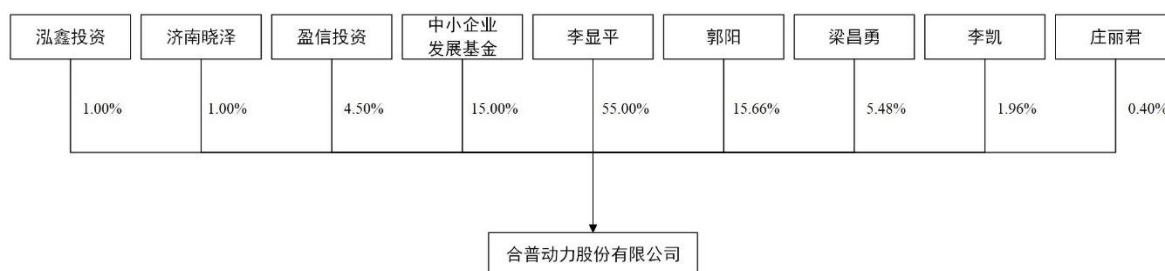 泓鑫投资
济南晓泽
盈信投资
中小企业
发展基金
李显平
郭阳
梁昌勇
李凯
庄丽君
1.00%
1.00%
4.50%
15.00%
55.00%
15.66%
5.48%
1.96%
0.40%
合普动力股份有限公司